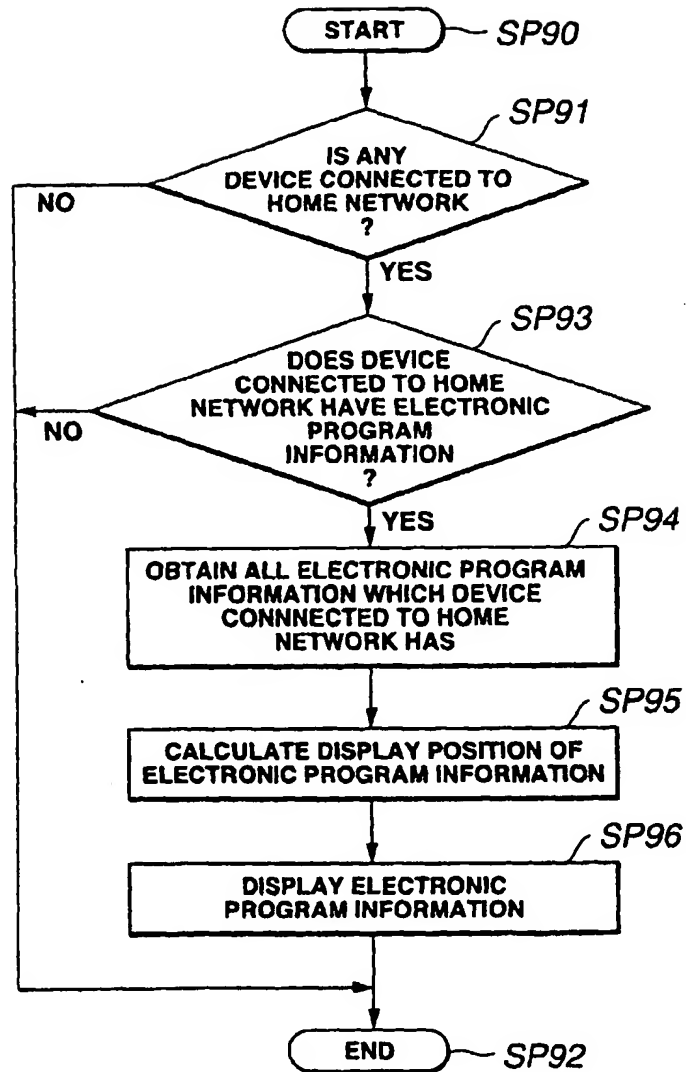 START
SP90
SP91
IS ANY
DEVICE CONNECTED TO
HOME NETWORK
?
NO
YES
SP93
DOES DEVICE
CONNECTED TO HOME
NETWORK HAVE ELECTRONIC
PROGRAM
INFORMATION
?
NO
YES
SP94
OBTAIN ALL ELECTRONIC PROGRAM
INFORMATION WHICH DEVICE
CONNNECTED TO HOME
NETWORK HAS
SP95
CALCULATE DISPLAY POSITION OF
ELECTRONIC PROGRAM INFORMATION
SP96
DISPLAY ELECTRONIC
PROGRAM INFORMATION
END
SP92